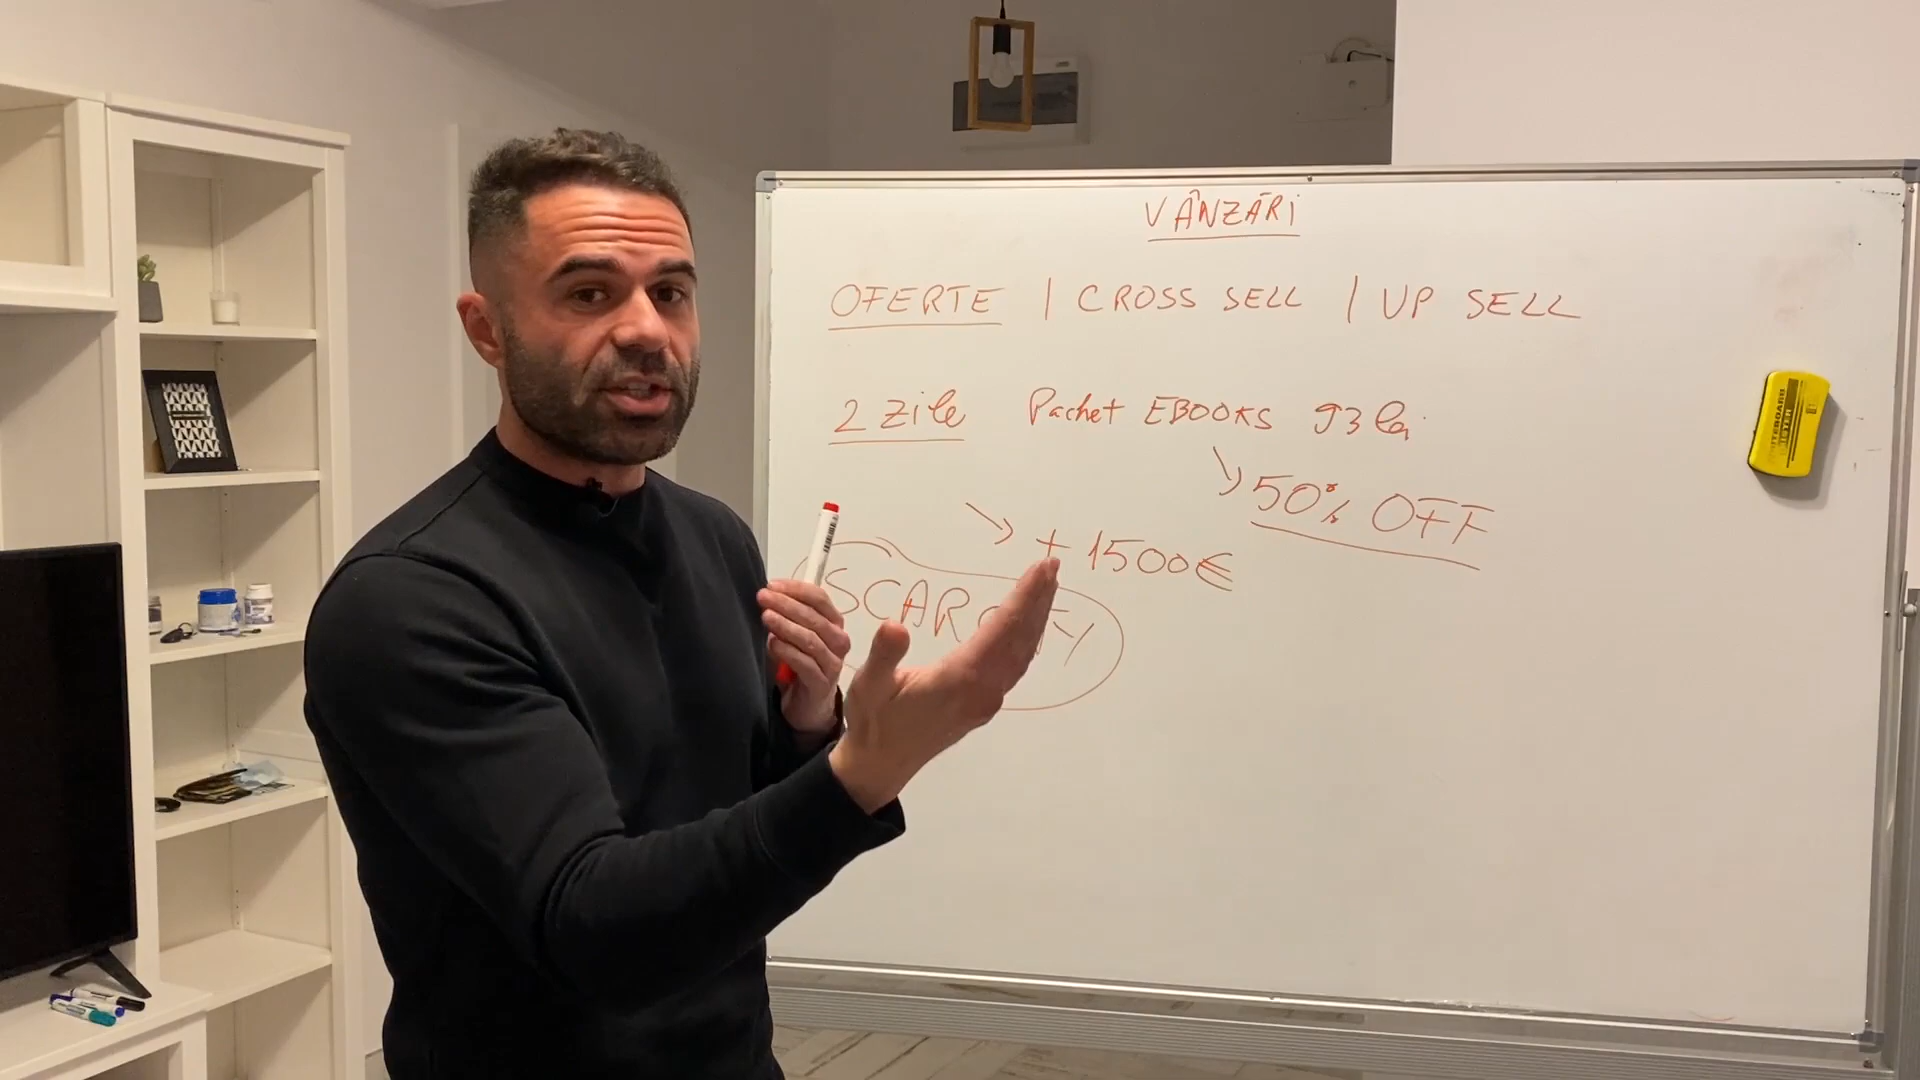 VÂNZĂRI
OFERTE | CROSS SELL | UP SELL
2 zile Pachet EBOOKS 93 lei
50% OFF
+ 1500€